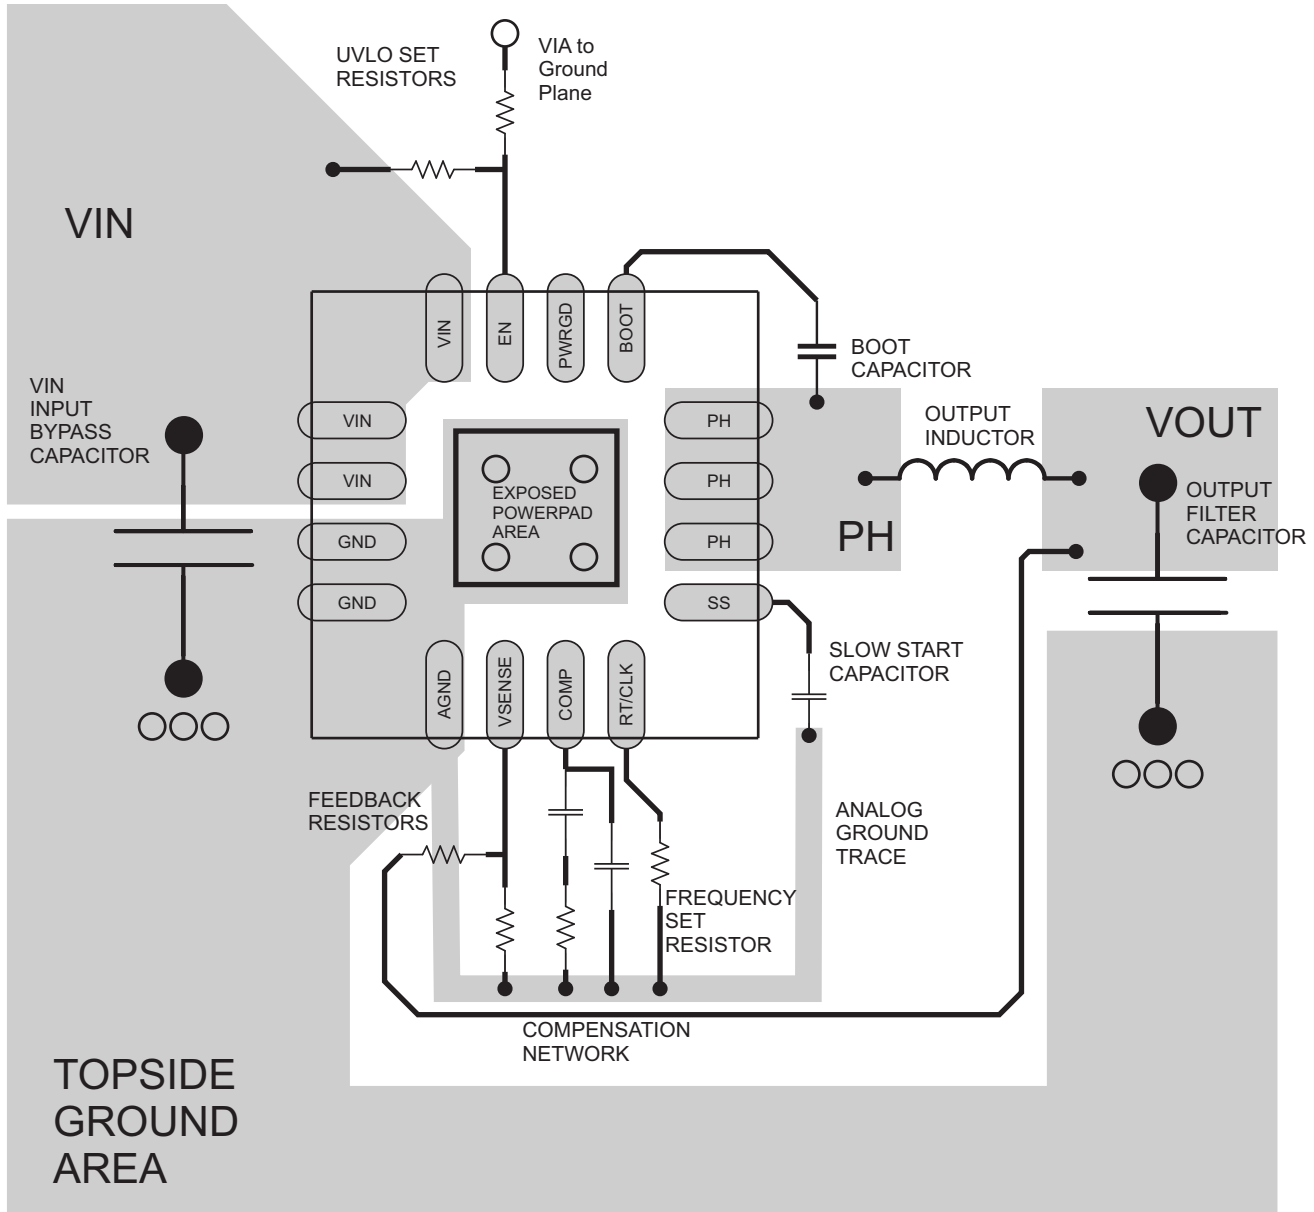 UVLO SET
RESISTORS
VIA to
Ground
Plane
VIN
VIN
EN
PWRGD
BOOT
BOOT
CAPACITOR
VIN
INPUT
BYPASS
CAPACITOR
VIN
VIN
GND
GND
EXPOSED
POWERPAD
AREA
PH
PH
PH
SS
PH
OUTPUT
INDUCTOR
VOUT
OUTPUT
FILTER
CAPACITOR
AGND
VSENSE
COMP
RT/CLK
SLOW START
CAPACITOR
FEEDBACK
RESISTORS
ANALOG
GROUND
TRACE
FREQUENCY
SET
RESISTOR
COMPENSATION
NETWORK
TOPSIDE
GROUND
AREA